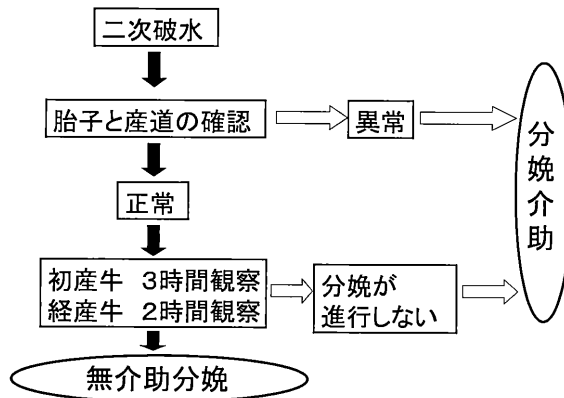 二次破水
胎子と産道の確認
異常
正常
初産牛 3時間観察
経産牛 2時間観察
分娩が
進行しない
無介助分娩
分娩介助